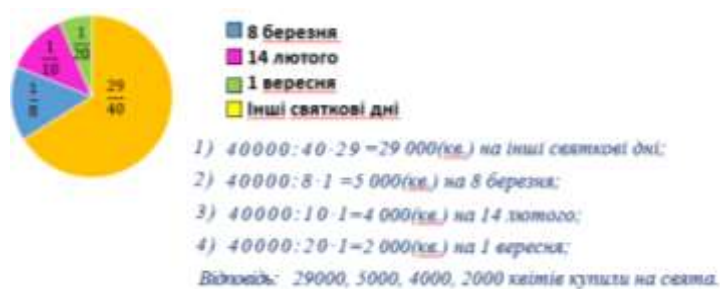 1/20
1/10
1/8
29/40
8 березня
14 лютого
1 вересня
Інші святкові дні
1) 40000:40·29=29 000(кв.) на інші святкові дні;
2) 40000:8·1=5 000(кв.) на 8 березня;
3) 40000:10·1=4 000(кв.) на 14 лютого;
4) 40000:20·1=2 000(кв.) на 1 вересня;
Відповідь: 29000, 5000, 4000, 2000 квітів купили на свята.